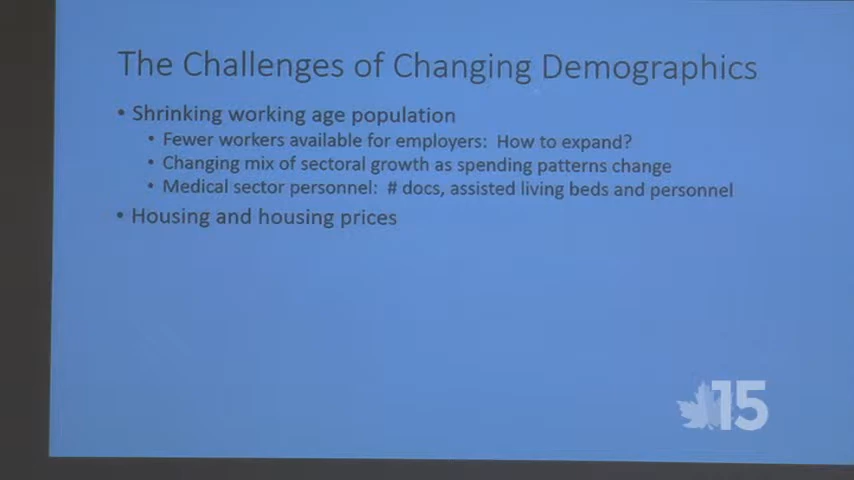 The Challenges of Changing Demographics
• Shrinking working age population
• Fewer workers available for employers:  How to expand?
• Changing mix of sectoral growth as spending patterns change
• Medical sector personnel:  # docs, assisted living beds and personnel
• Housing and housing prices
15